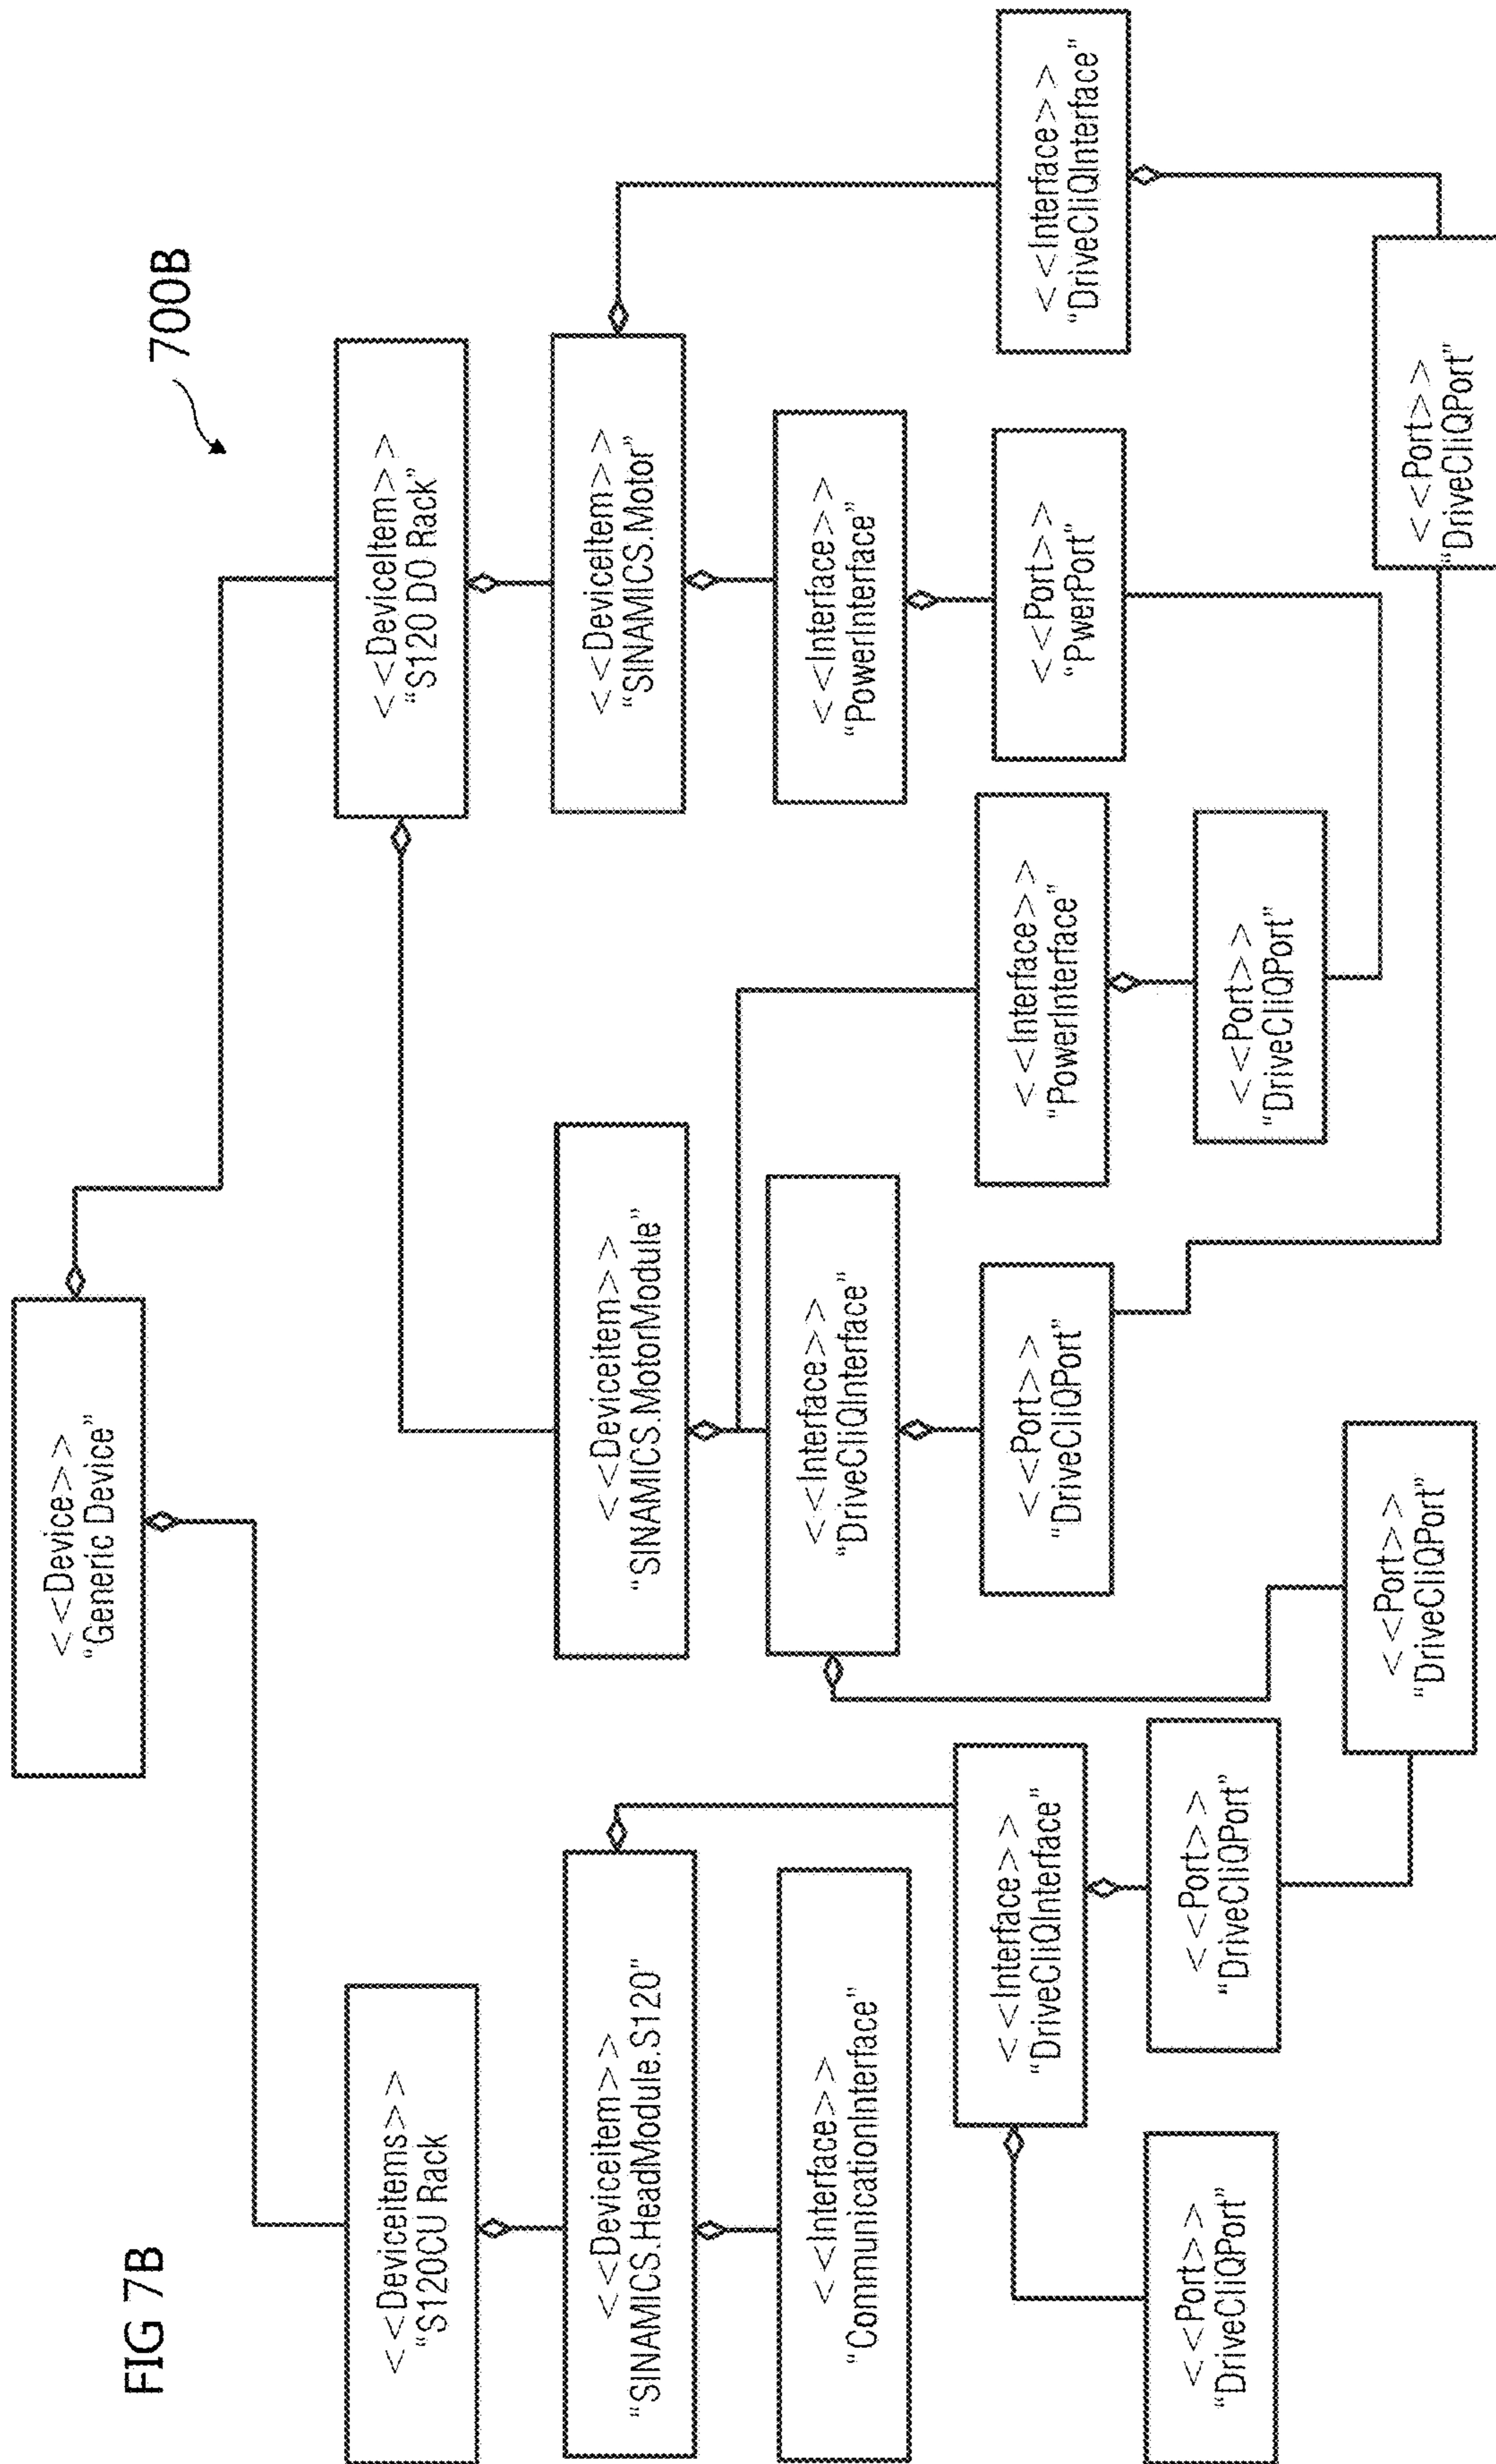 FIG 7B
700B
<<Device>>
“Generic Device”
<<Deviceitems>>
“S120CU Rack
<<DeviceItem>>
“S120 DO Rack”
<<Deviceitem>>
“SINAMICS.HeadModule.S120”
<<Deviceitem>>
“SINAMICS.MotorModule”
<<DeviceItem>>
“SINAMICS.Motor”
<<Interface>>
“CommunicationInterface”
<<Interface>>
“DriveCliQInterface”
<<Interface>>
“PowerInterface”
<<Interface>>
“DriveCliQInterface”
<<Port>>
“DriveCliQPort”
<<Interface>>
“PowerInterface”
<<Port>>
“PwerPort”
<<Interface>>
“DriveCliQInterface”
<<Port>>
“DriveCliQPort”
<<Port>>
“DriveCliQPort”
<<Port>>
“DriveCliQPort”
<<Port>>
“DriveCliQPort”
<<Port>>
“DriveCliQPort”